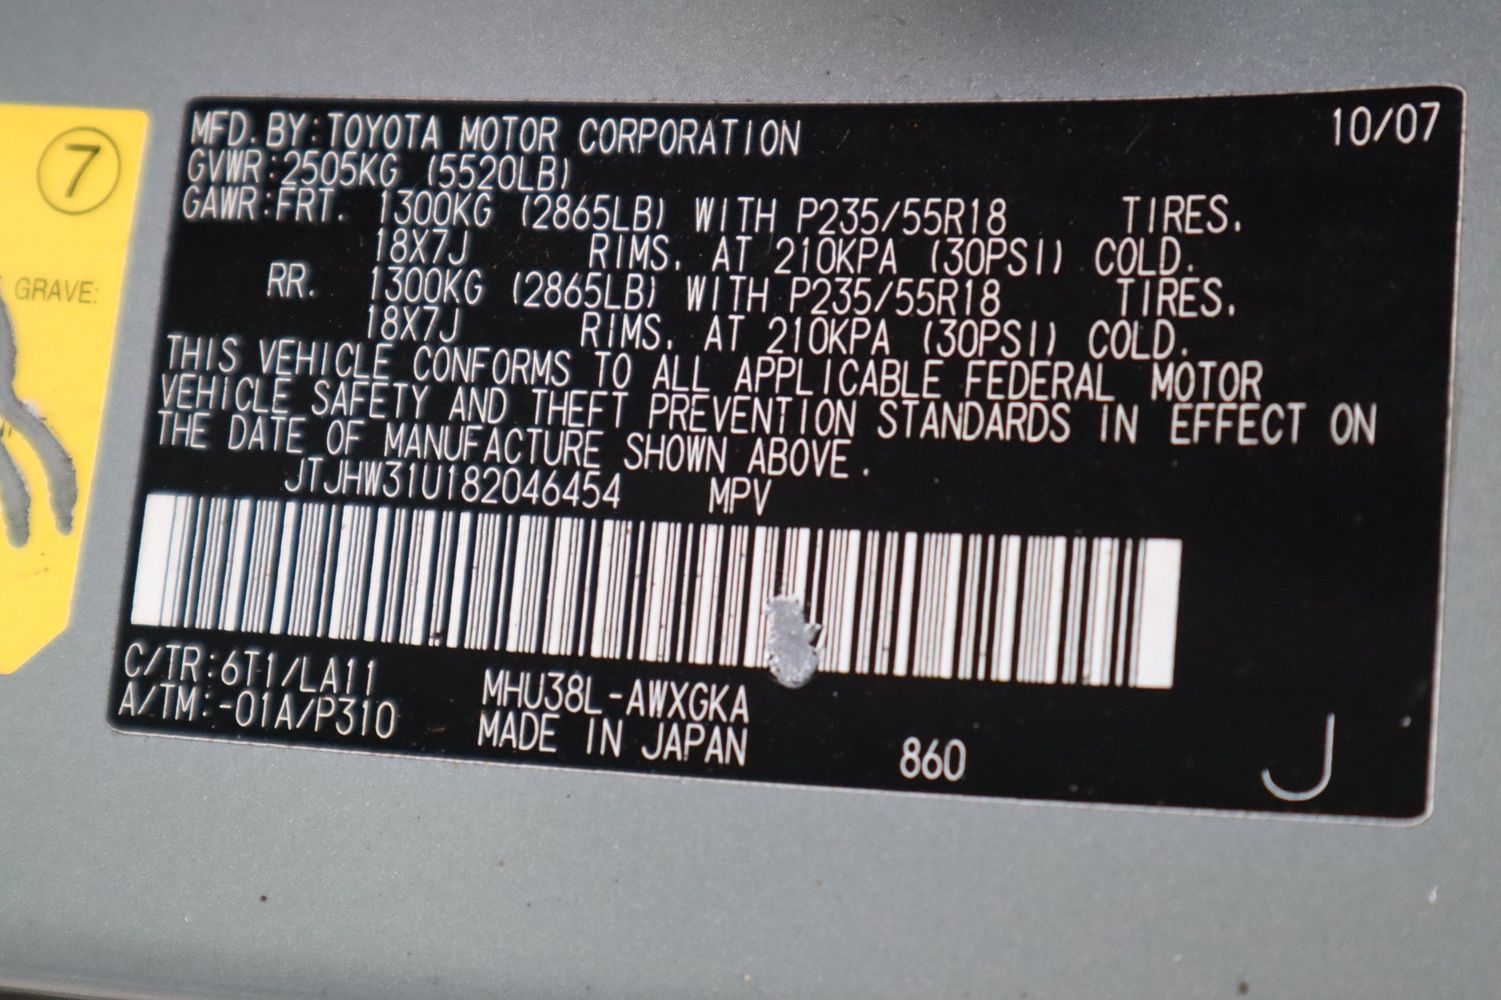 7
GRAVE:
10/07
MFD. BY: TOYOTA MOTOR CORPORATION
GVWR: 2505KG (5520LB)
GAWR: FRT. 1300KG (2865LB) WITH P235/55R18 TIRES.
18X7J RIMS, AT 210KPA (30PSI) COLD.
RR. 1300KG (2865LB) WITH P235/55R18 TIRES.
18X7J RIMS, AT 210KPA (30PSI) COLD.
THIS VEHICLE CONFORMS TO ALL APPLICABLE FEDERAL MOTOR
VEHICLE SAFETY AND THEFT PREVENTION STANDARDS IN EFFECT ON
THE DATE OF MANUFACTURE SHOWN ABOVE.
JTJHW31U182046454 MPV
C/TR: 6T1/LA11
A/TM: -01A/P310
MHU38L-AWXGKA
MADE IN JAPAN
860
J